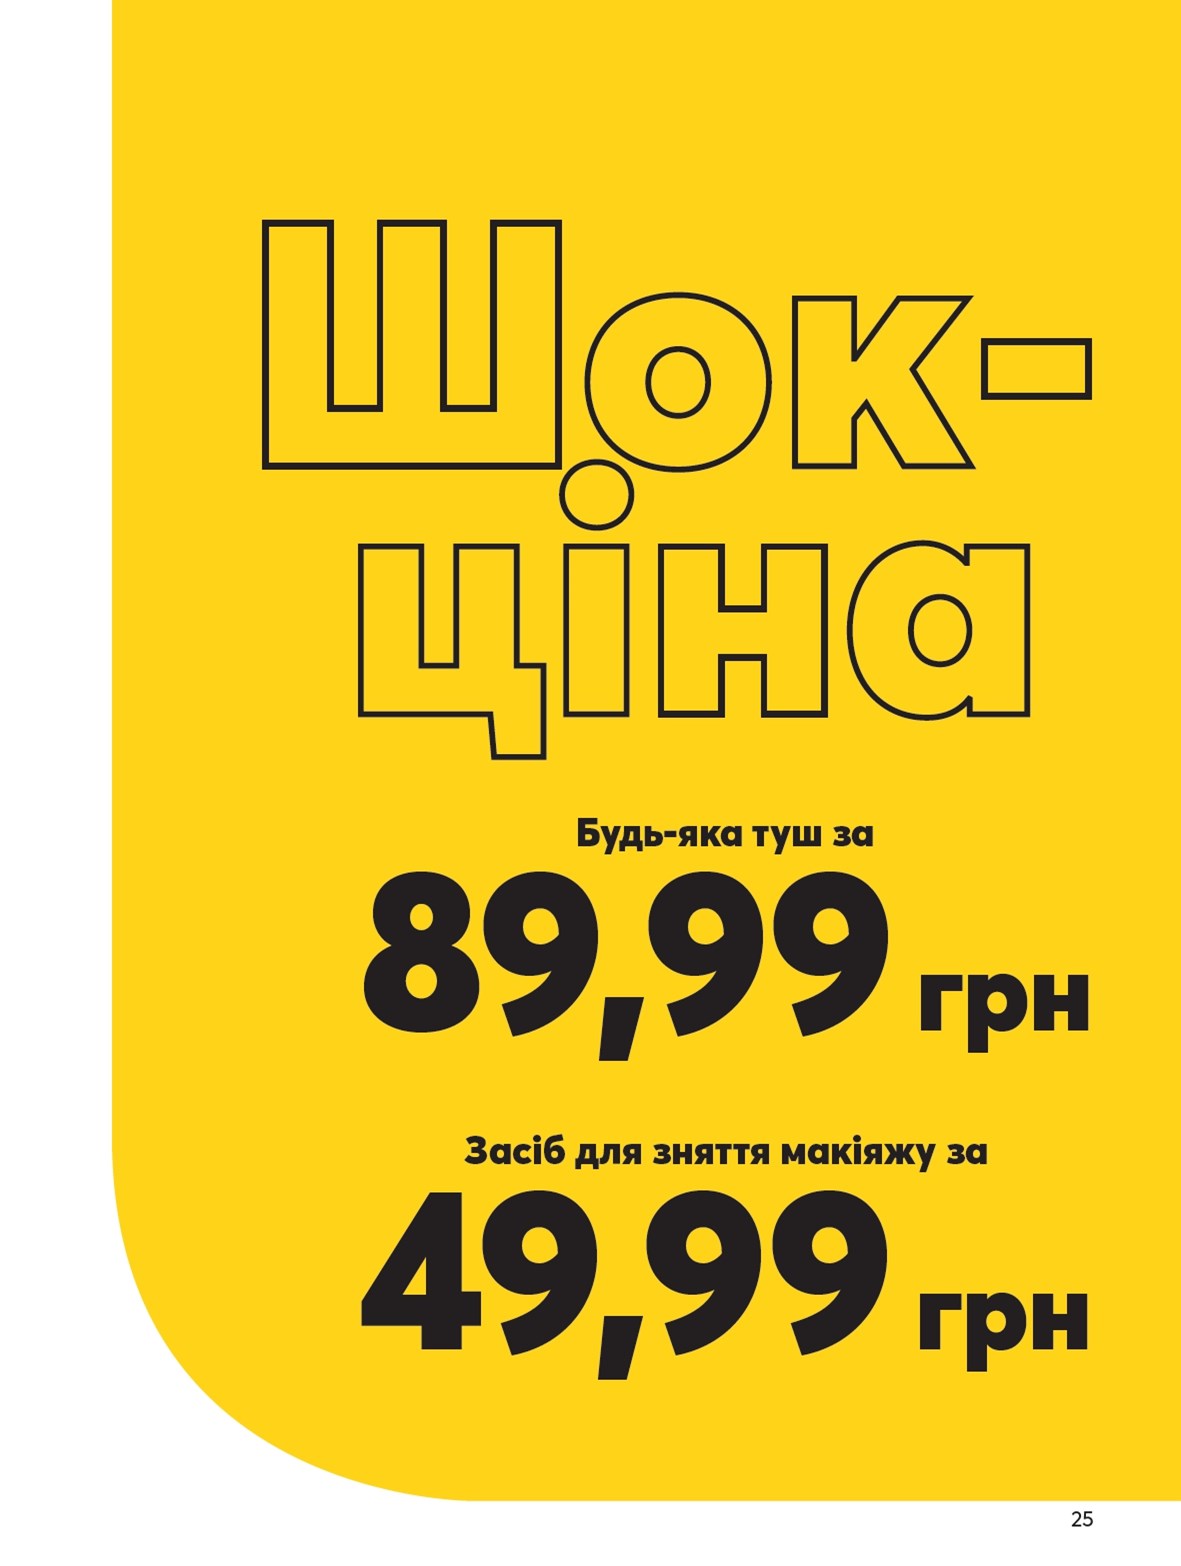 Шок-
ціна
Будь-яка туш за
89,99 грн
Засіб для зняття макіяжу за
49,99 грн
25